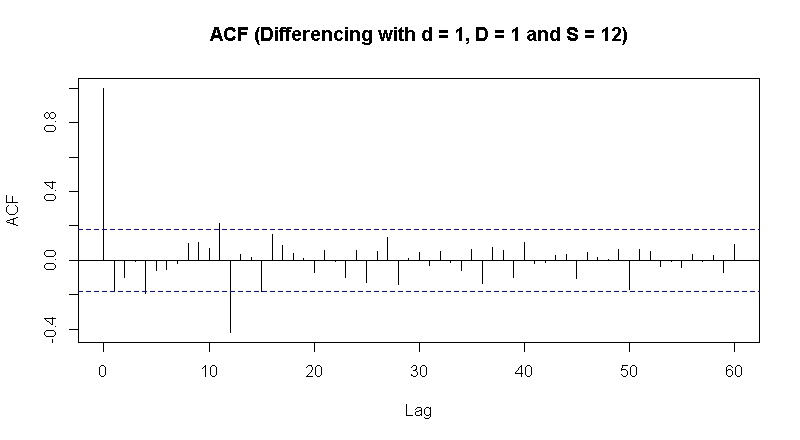 ACF (Differencing with d = 1, D = 1 and S = 12)
ACF
0.8
0.4
0.0
-0.4
0 10 20 30 40 50 60
Lag